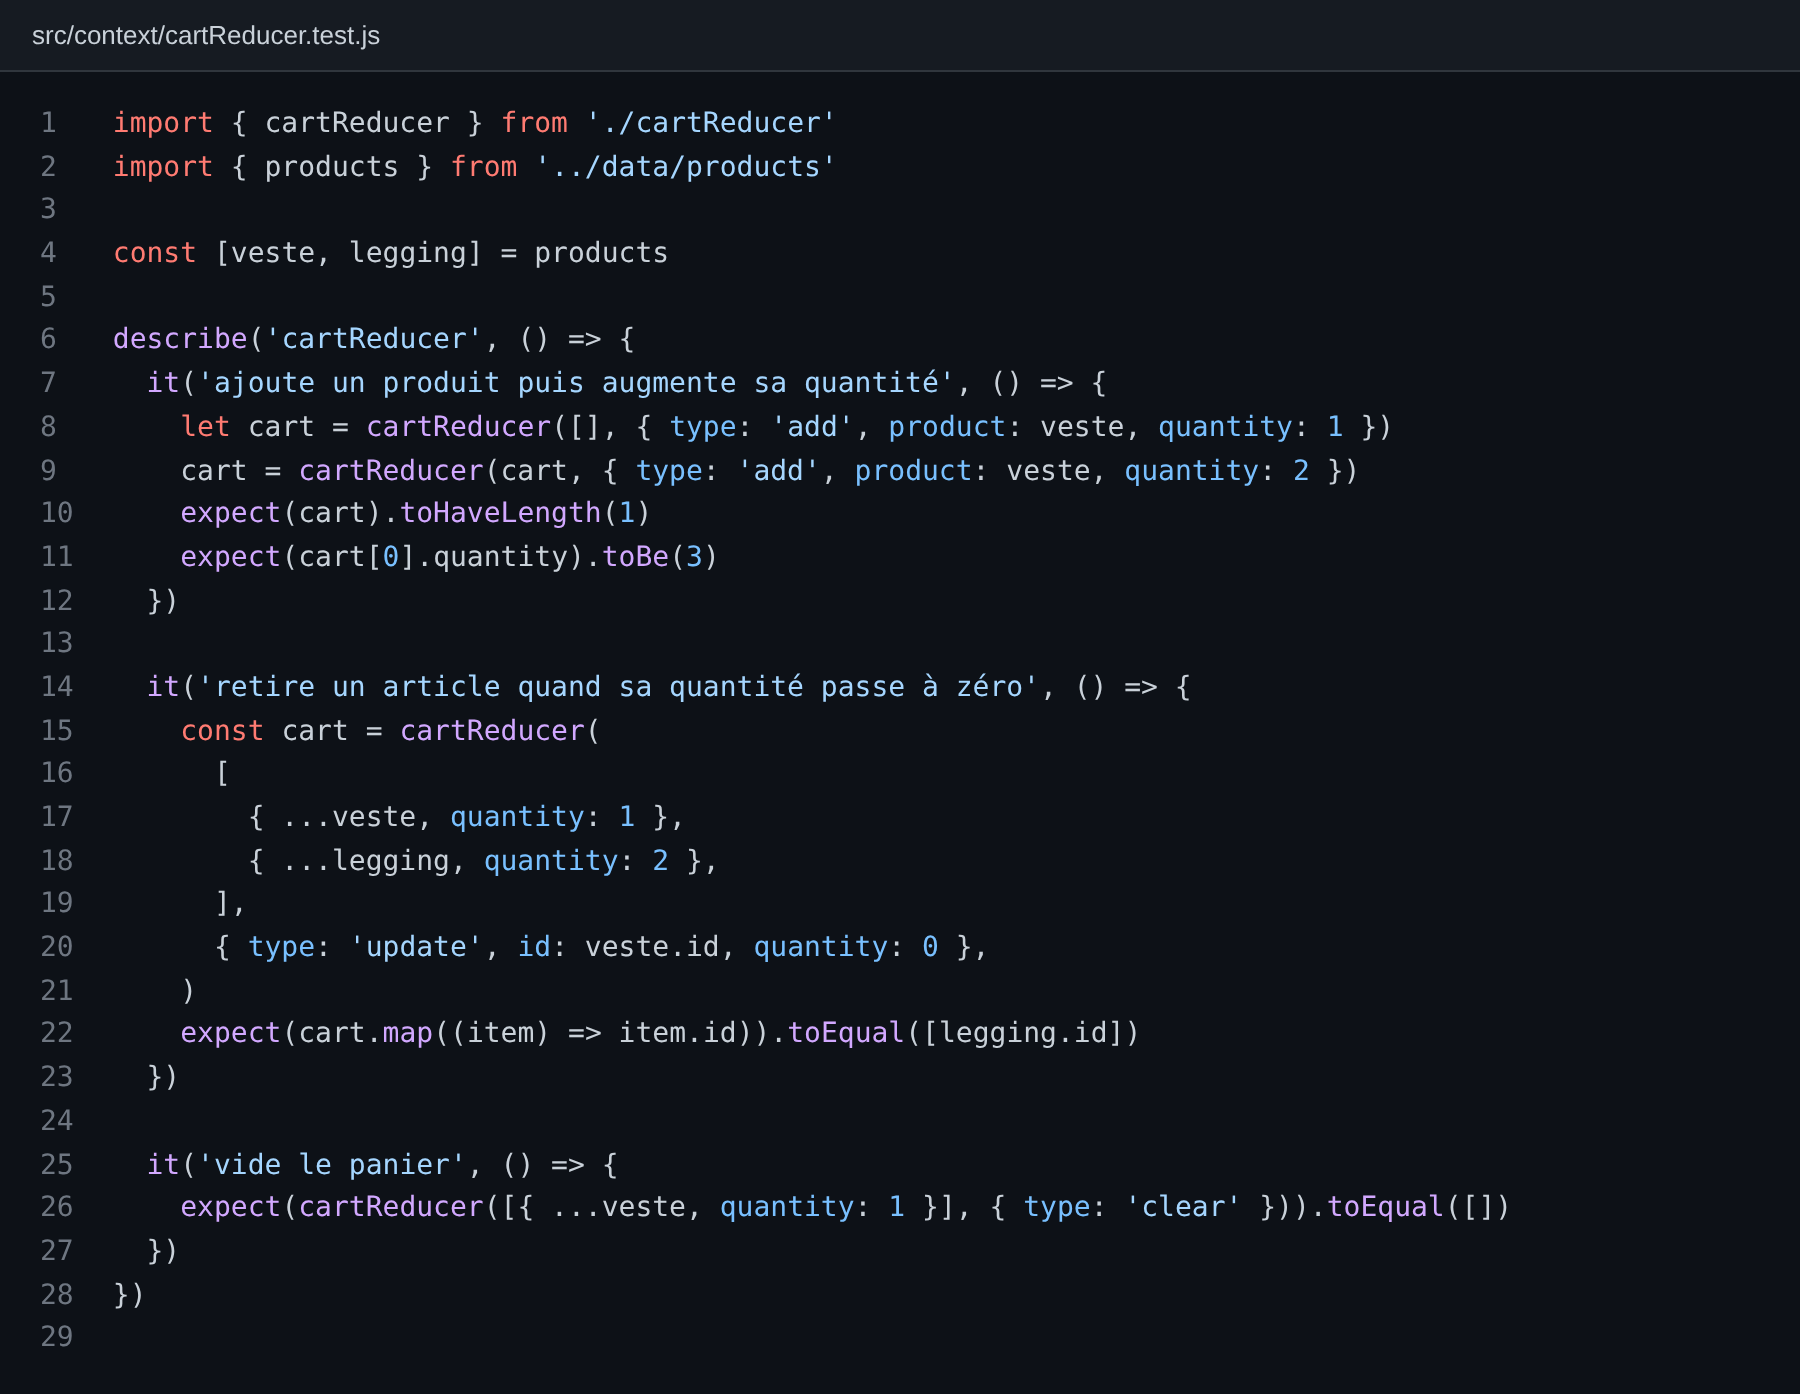 src/context/cartReducer.test.js
1 import { cartReducer } from './cartReducer'
2 import { products } from '../data/products'
3
4 const [veste, legging] = products
5
6 describe('cartReducer', () => {
7   it('ajoute un produit puis augmente sa quantité', () => {
8     let cart = cartReducer([], { type: 'add', product: veste, quantity: 1 })
9     cart = cartReducer(cart, { type: 'add', product: veste, quantity: 2 })
10     expect(cart).toHaveLength(1)
11     expect(cart[0].quantity).toBe(3)
12   })
13
14   it('retire un article quand sa quantité passe à zéro', () => {
15     const cart = cartReducer(
16       [
17         { ...veste, quantity: 1 },
18         { ...legging, quantity: 2 },
19       ],
20       { type: 'update', id: veste.id, quantity: 0 },
21     )
22     expect(cart.map((item) => item.id)).toEqual([legging.id])
23   })
24
25   it('vide le panier', () => {
26     expect(cartReducer([{ ...veste, quantity: 1 }], { type: 'clear' })).toEqual([])
27   })
28 })
29